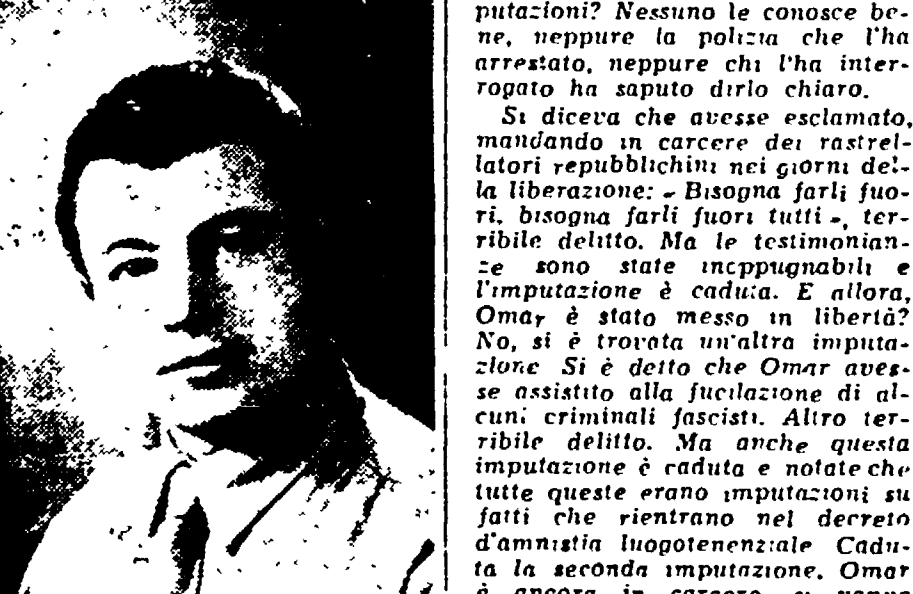 putazioni? Nessuno le conosce be-
ne, neppure la polizia che l'ha
arrestato, neppure chi l'ha inter-
rogato ha saputo dirlo chiaro.
Si diceva che avesse esclamato,
mandando in carcere dei rastrel-
latori repubblichini nei giorni del-
la liberazione: « Bisogna farli fuo-
ri, bisogna farli fuori tutti », ter-
ribile delitto. Ma le testimonian-
ze sono state ineppugnabili e
l'imputazione è caduta. E allora,
Omar è stato messo in libertà?
No, si è trovata un'altra imputa-
zione Si è detto che Omar aves-
se assistito alla fucilazione di al-
cuni criminali fascisti. Altro ter-
ribile delitto. Ma anche questa
imputazione è caduta e notate che
tutte queste erano imputazioni su
fatti che rientrano nel decreto
d'amnistia luogotenenziale Cadu-
ta la seconda imputazione, Omar
è ancora in carcere